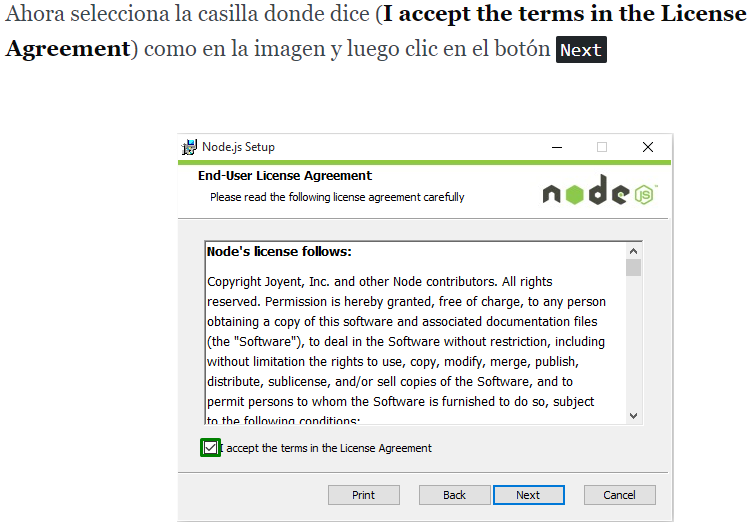 Ahora selecciona la casilla donde dice (I accept the terms in the License
Agreement) como en la imagen y luego clic en el botón Next
Node.js Setup
End-User License Agreement
Please read the following license agreement carefully
node JS
Node's license follows:
Copyright Joyent, Inc. and other Node contributors. All rights
reserved. Permission is hereby granted, free of charge, to any person
obtaining a copy of this software and associated documentation files
(the "Software"), to deal in the Software without restriction, including
without limitation the rights to use, copy, modify, merge, publish,
distribute, sublicense, and/or sell copies of the Software, and to
permit persons to whom the Software is furnished to do so, subject
to the following conditions:
I accept the terms in the License Agreement
Print Back Next Cancel